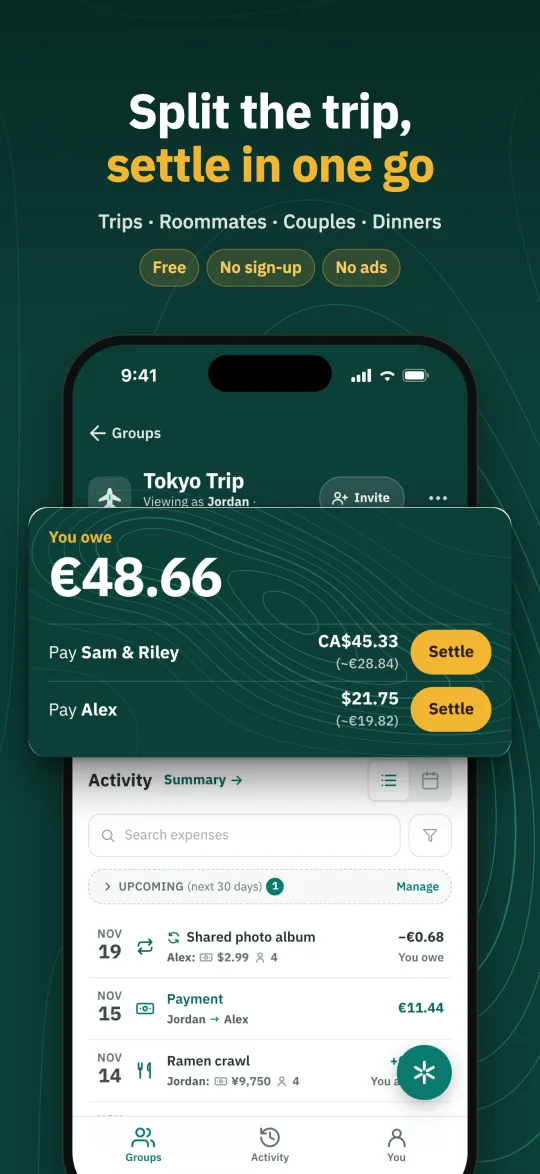 Split the trip,
settle in one go
Trips · Roommates · Couples · Dinners
Free No sign-up No ads
9:41
Groups
Tokyo Trip
Viewing as Jordan ·
Invite
You owe
€48.66
Pay Sam & Riley
CA$45.33
(~€28.84)
Settle
Pay Alex
$21.75
(~€19.82)
Settle
Activity Summary →
Search expenses
UPCOMING (next 30 days) 1 Manage
NOV
19
Shared photo album
Alex: $2.99 4
−€0.68
You owe
NOV
15
Payment
Jordan → Alex
€11.44
NOV
14
Ramen crawl
Jordan: ¥9,750 4
You
Groups Activity You